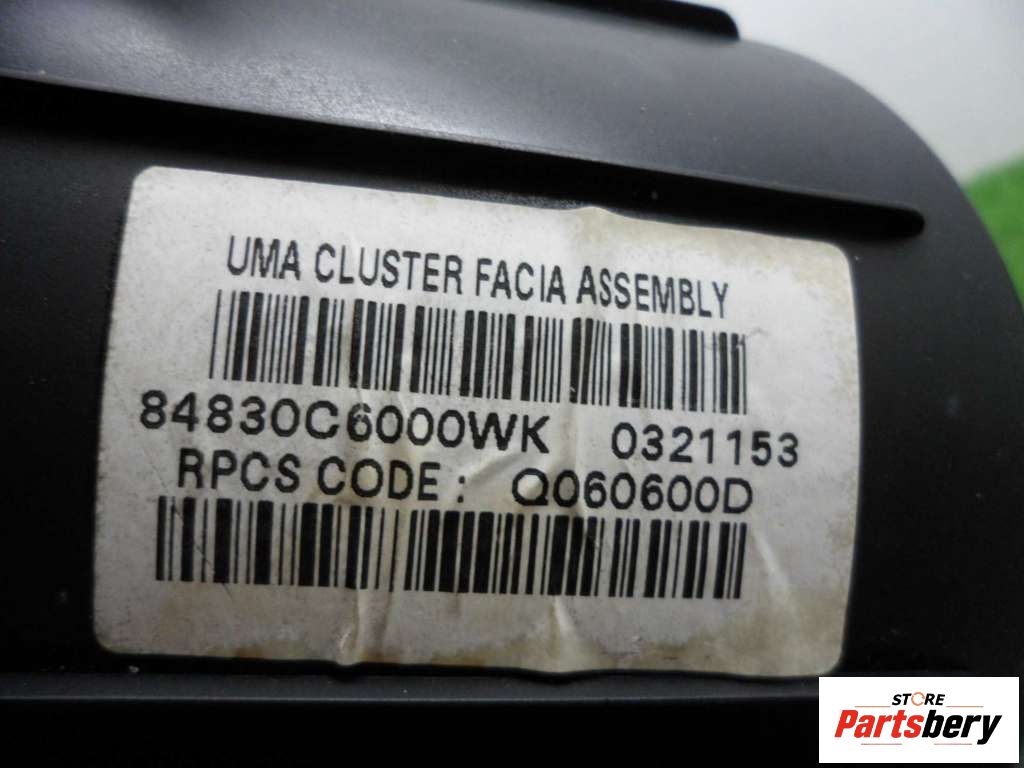 UMA CLUSTER FACIA ASSEMBLY
84830C6000WK 0321153
RPCS CODE : Q060600D
STORE
Partsbery